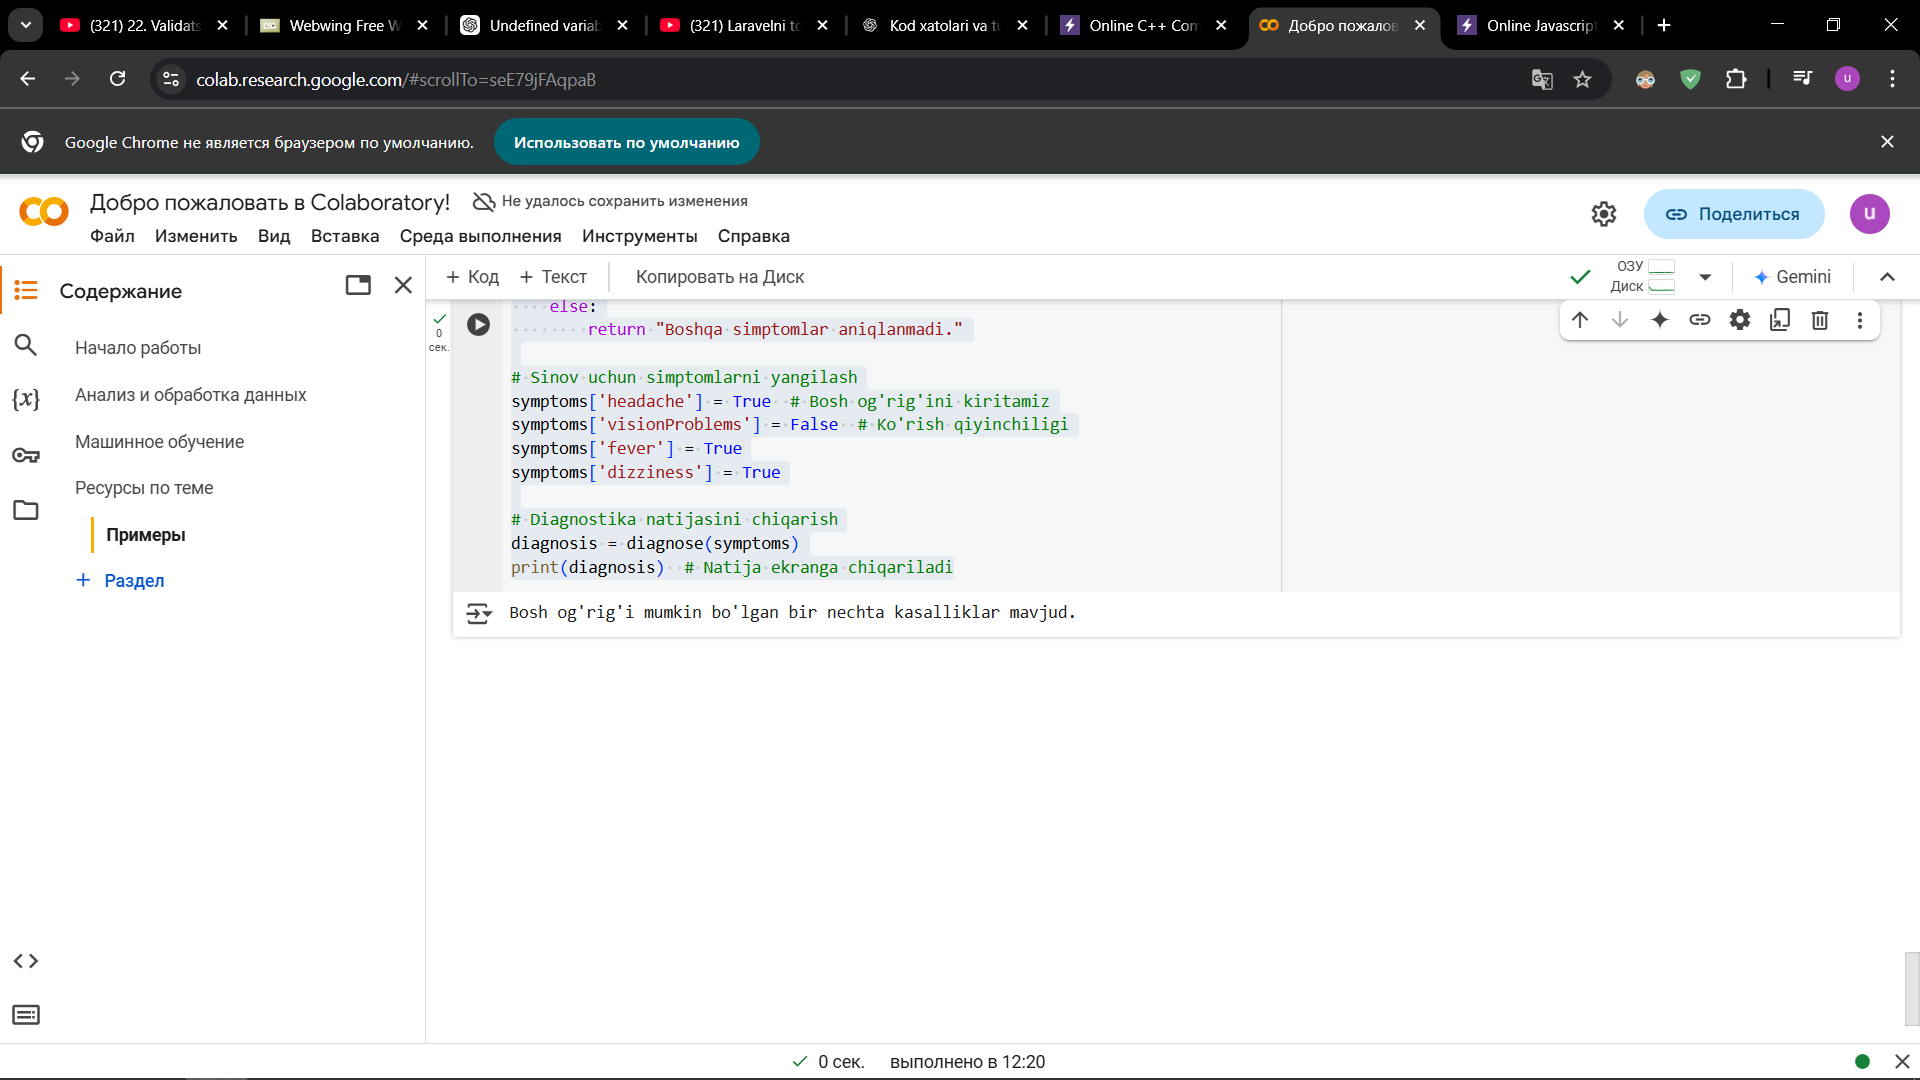 (321) 22. Validats
Webwing Free W
Undefined variab
(321) Laravelni to
Kod xatolari va tu
Online C++ Com
Добро пожалов
Online Javascript
colab.research.google.com/#scrollTo=seE79jFAqpaB
u
Google Chrome не является браузером по умолчанию.
Использовать по умолчанию
Добро пожаловать в Colaboratory!
Не удалось сохранить изменения
Файл Изменить Вид Вставка Среда выполнения Инструменты Справка
Поделиться
u
Содержание
Начало работы
Анализ и обработка данных
Машинное обучение
Ресурсы по теме
Примеры
+ Раздел
+ Код + Текст
Копировать на Диск
ОЗУ
Диск
Gemini
0
сек.
else:
return "Boshqa simptomlar aniqlanmadi."
# Sinov uchun simptomlarni yangilash
symptoms['headache'] = True  # Bosh og'rig'ini kiritamiz
symptoms['visionProblems'] = False  # Ko'rish qiyinchiligi
symptoms['fever'] = True
symptoms['dizziness'] = True
# Diagnostika natijasini chiqarish
diagnosis = diagnose(symptoms)
print(diagnosis)  # Natija ekranga chiqariladi
Bosh og'rig'i mumkin bo'lgan bir nechta kasalliklar mavjud.
0 сек. выполнено в 12:20